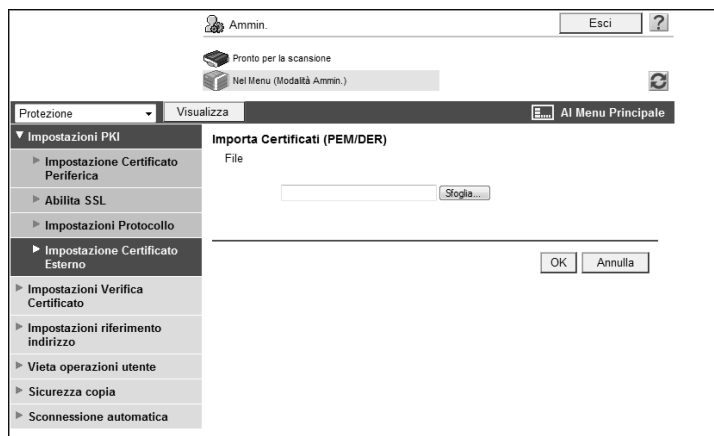 Ammin.
Esci
?
Pronto per la scansione
Nel Menu (Modalità Ammin.)
Protezione
Visualizza
Al Menu Principale
Impostazioni PKI
Impostazione Certificato
Periferica
Abilita SSL
Impostazioni Protocollo
Impostazione Certificato
Esterno
Impostazioni Verifica
Certificato
Impostazioni riferimento
indirizzo
Vieta operazioni utente
Sicurezza copia
Sconnessione automatica
Importa Certificati (PEM/DER)
File
Sfoglia...
OK
Annulla